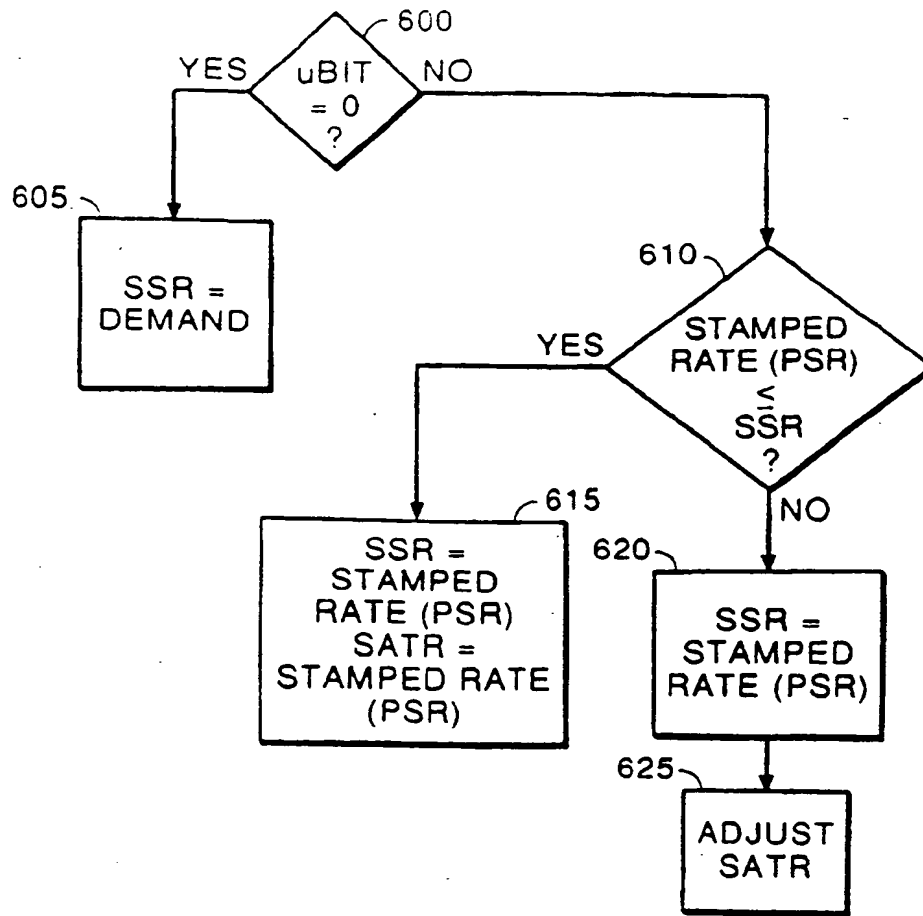 600
YES
uBIT
= 0
?
NO
605
SSR =
DEMAND
610
STAMPED
RATE (PSR)
≤
SSR
?
YES
NO
615
SSR =
STAMPED
RATE (PSR)
SATR =
STAMPED RATE
(PSR)
620
SSR =
STAMPED
RATE (PSR)
625
ADJUST
SATR